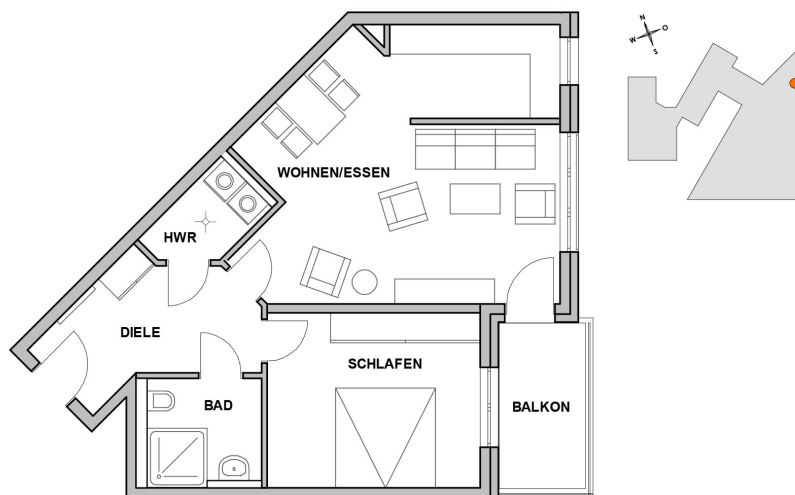 N
W O
S
WOHNEN/ESSEN
HWR
DIELE
SCHLAFEN
BAD
BALKON